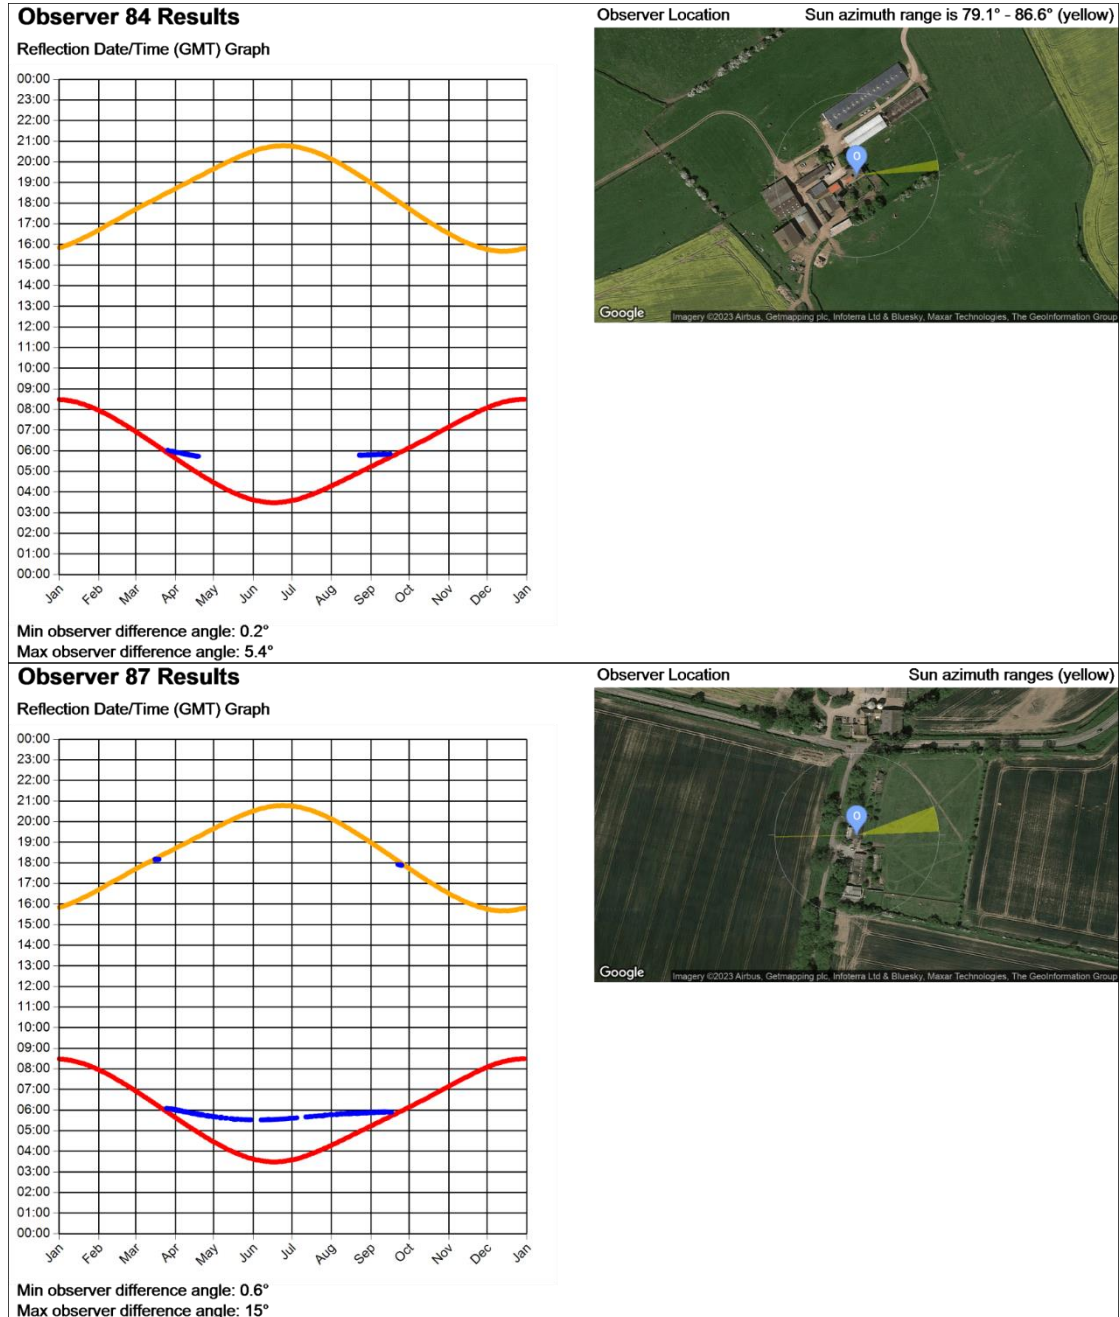 Observer 84 Results
Observer Location
Sun azimuth range is 79.1° - 86.6° (yellow)
Reflection Date/Time (GMT) Graph
00:00
23:00
22:00
21:00
20:00
19:00
18:00
17:00
16:00
15:00
14:00
13:00
12:00
11:00
10:00
09:00
08:00
07:00
06:00
05:00
04:00
03:00
02:00
01:00
00:00
Jan Feb Mar Apr May Jun Jul Aug Sep Oct Nov Dec Jan
0
Google
Imagery ©2023 Airbus, Getmapping plc, Infoterra Ltd & Bluesky, Maxar Technologies, The GeoInformation Group
Min observer difference angle: 0.2°
Max observer difference angle: 5.4°
Observer 87 Results
Observer Location
Sun azimuth ranges (yellow)
Reflection Date/Time (GMT) Graph
00:00
23:00
22:00
21:00
20:00
19:00
18:00
17:00
16:00
15:00
14:00
13:00
12:00
11:00
10:00
09:00
08:00
07:00
06:00
05:00
04:00
03:00
02:00
01:00
00:00
Jan Feb Mar Apr May Jun Jul Aug Sep Oct Nov Dec Jan
0
Google
Imagery ©2023 Airbus, Getmapping plc, Infoterra Ltd & Bluesky, Maxar Technologies, The GeoInformation Group
Min observer difference angle: 0.6°
Max observer difference angle: 15°